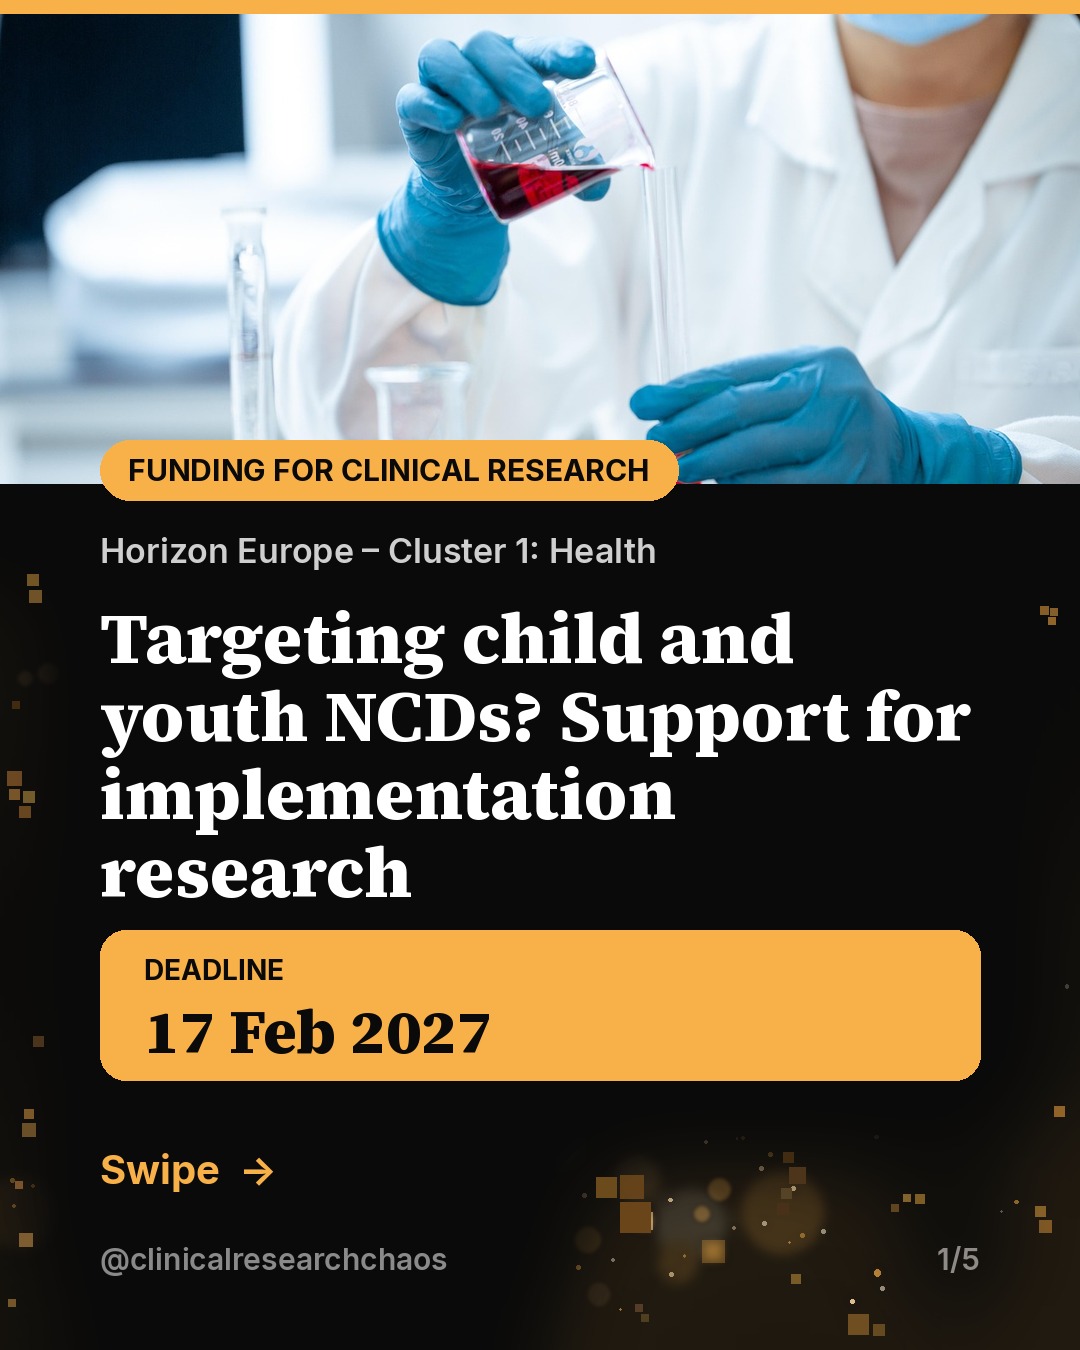 FUNDING FOR CLINICAL RESEARCH
Horizon Europe – Cluster 1: Health
Targeting child and
youth NCDs? Support for
implementation
research
DEADLINE
17 Feb 2027
Swipe →
@clinicalresearchchaos
1/5